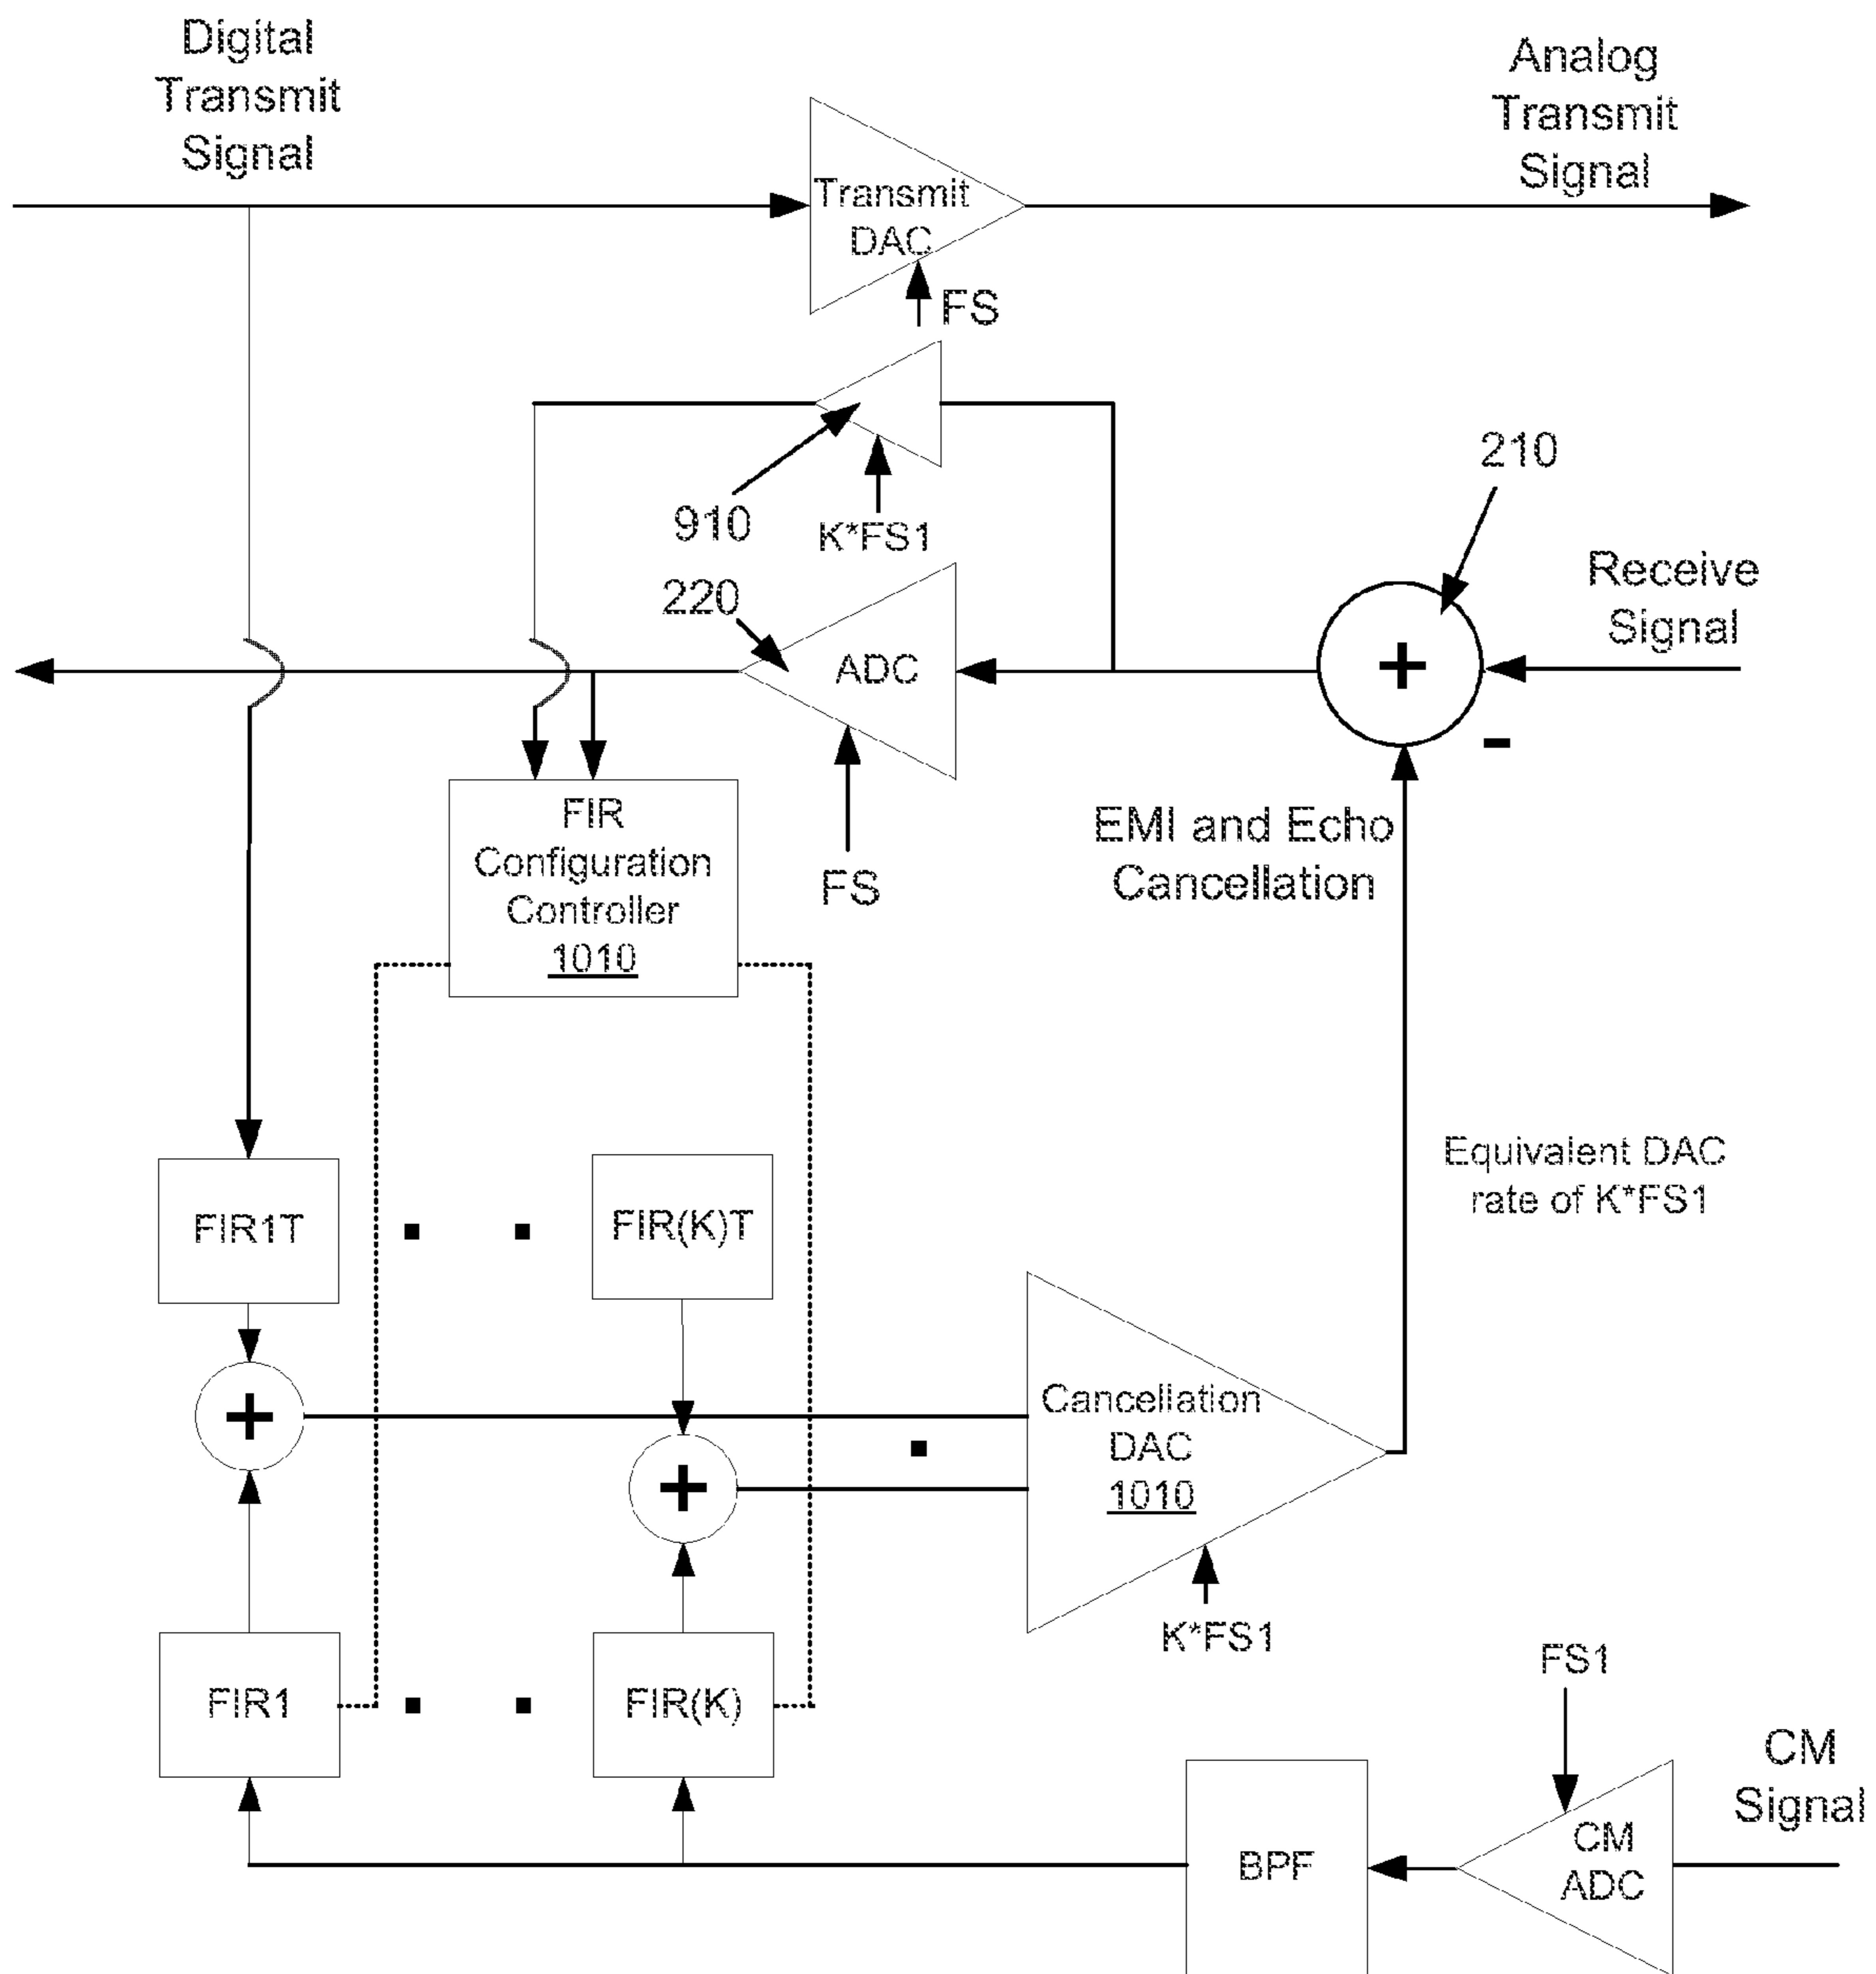 Digital
Transmit
Signal
Analog
Transmit
Signal
Transmit
DAC
FS
910
K*FS1
210
Receive
Signal
220
ADC
-
FS
+
FIR
Configuration
Controller
1010
EMI and Echo
Cancellation
Equivalent DAC
rate of K*FS1
FIR1T
FIR(K)T
+
+
Cancellation
DAC
1010
K*FS1
FIR1
FIR(K)
FS1
CM
Signal
BPF
CM
ADC